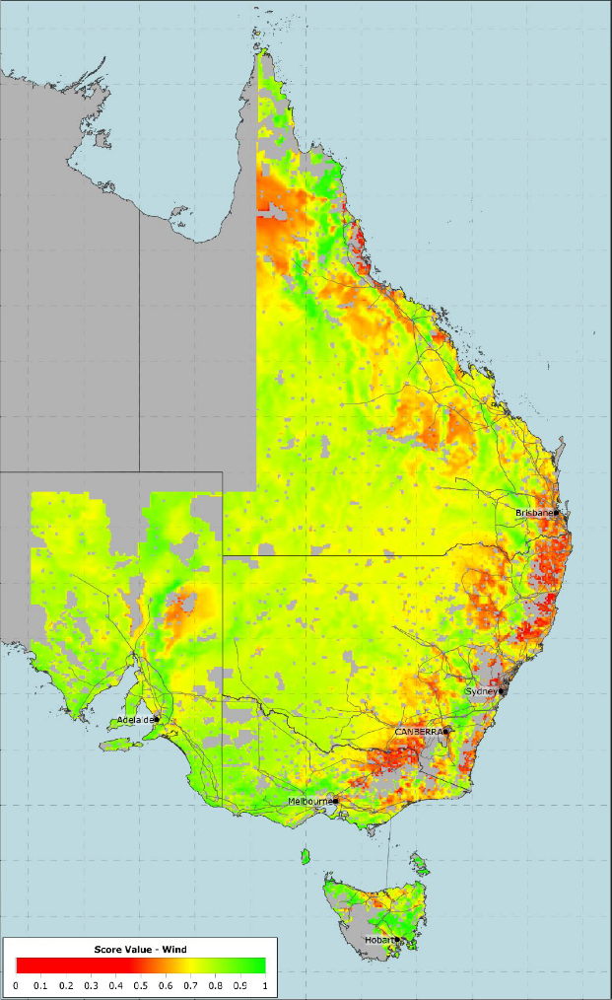 Brisbane
Sydney
Adelaide
CANBERRA
Melbourne
Hobart
Score Value - Wind
0 0.1 0.2 0.3 0.4 0.5 0.6 0.7 0.8 0.9 1